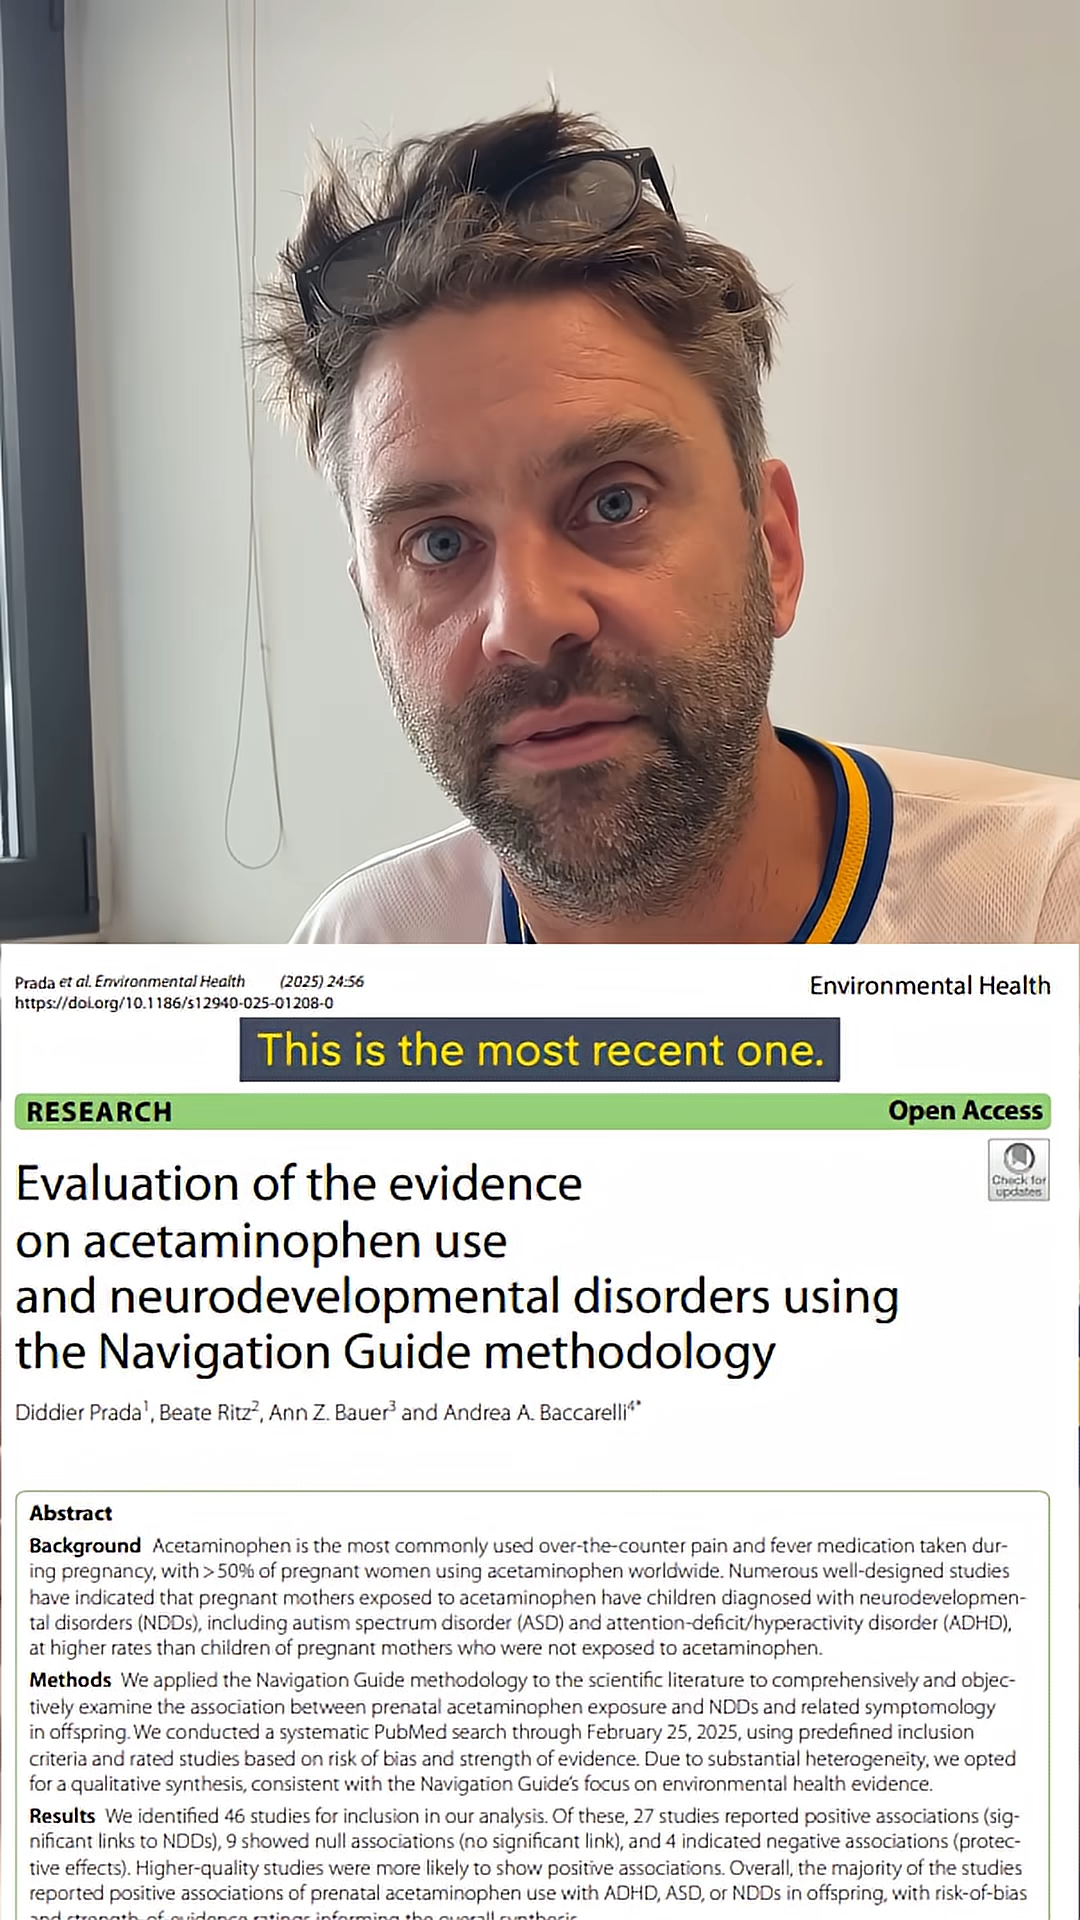 Prada et al. Environmental Health (2025) 24:56
https://doi.org/10.1186/s12940-025-01208-0
Environmental Health
This is the most recent one.
RESEARCH Open Access
Check for
updates
Evaluation of the evidence
on acetaminophen use
and neurodevelopmental disorders using
the Navigation Guide methodology
Diddier Prada1, Beate Ritz2, Ann Z. Bauer3 and Andrea A. Baccarelli4*
Abstract
Background Acetaminophen is the most commonly used over-the-counter pain and fever medication taken dur-
ing pregnancy, with >50% of pregnant women using acetaminophen worldwide. Numerous well-designed studies
have indicated that pregnant mothers exposed to acetaminophen have children diagnosed with neurodevelopmen-
tal disorders (NDDs), including autism spectrum disorder (ASD) and attention-deficit/hyperactivity disorder (ADHD),
at higher rates than children of pregnant mothers who were not exposed to acetaminophen.
Methods We applied the Navigation Guide methodology to the scientific literature to comprehensively and objec-
tively examine the association between prenatal acetaminophen exposure and NDDs and related symptomology
in offspring. We conducted a systematic PubMed search through February 25, 2025, using predefined inclusion
criteria and rated studies based on risk of bias and strength of evidence. Due to substantial heterogeneity, we opted
for a qualitative synthesis, consistent with the Navigation Guide's focus on environmental health evidence.
Results We identified 46 studies for inclusion in our analysis. Of these, 27 studies reported positive associations (sig-
nificant links to NDDs), 9 showed null associations (no significant link), and 4 indicated negative associations (protec-
tive effects). Higher-quality studies were more likely to show positive associations. Overall, the majority of the studies
reported positive associations of prenatal acetaminophen use with ADHD, ASD, or NDDs in offspring, with risk-of-bias
and strength-of-evidence ratings informing the overall synthesis.